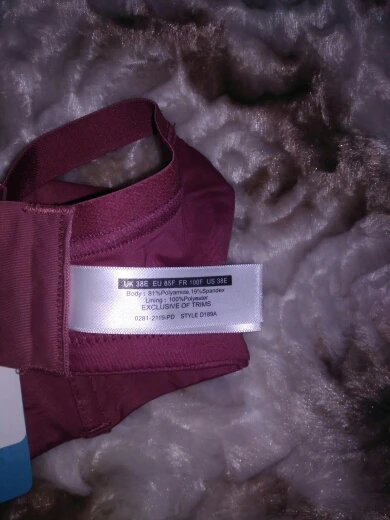 UK 38E EU 85F FR 100F US 38E
Body : 81%Polyamide,19%Spandex
Lining : 100%Polyester
EXCLUSIVE OF TRIMS
0281-2119-PD STYLE D189A